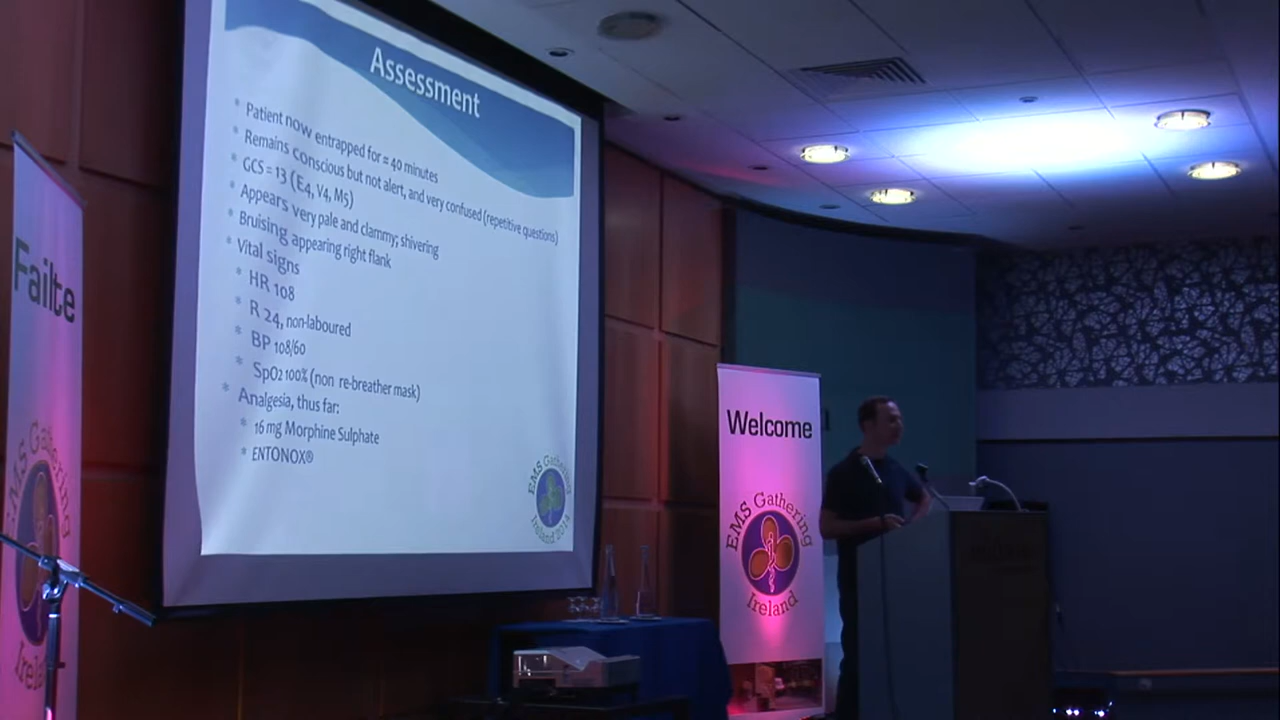 Assessment
* Patient now entrapped for = 40 minutes
* Remains conscious but not alert, and very confused (repetitive questions)
* GCS = 13 (E4, V4, M5)
* Appears very pale and clammy; shivering
* Bruising appearing right flank
* Vital signs
* HR 108
* R 24, non-laboured
* BP 108/60
* SpO2 100% (non re-breather mask)
* Analgesia, thus far:
* 16 mg Morphine Sulphate
* ENTONOX®
EMS Gathering
Ireland 2014
Failte
EMS Gathering
Irela
Welcome
EMS Gathering
Ireland